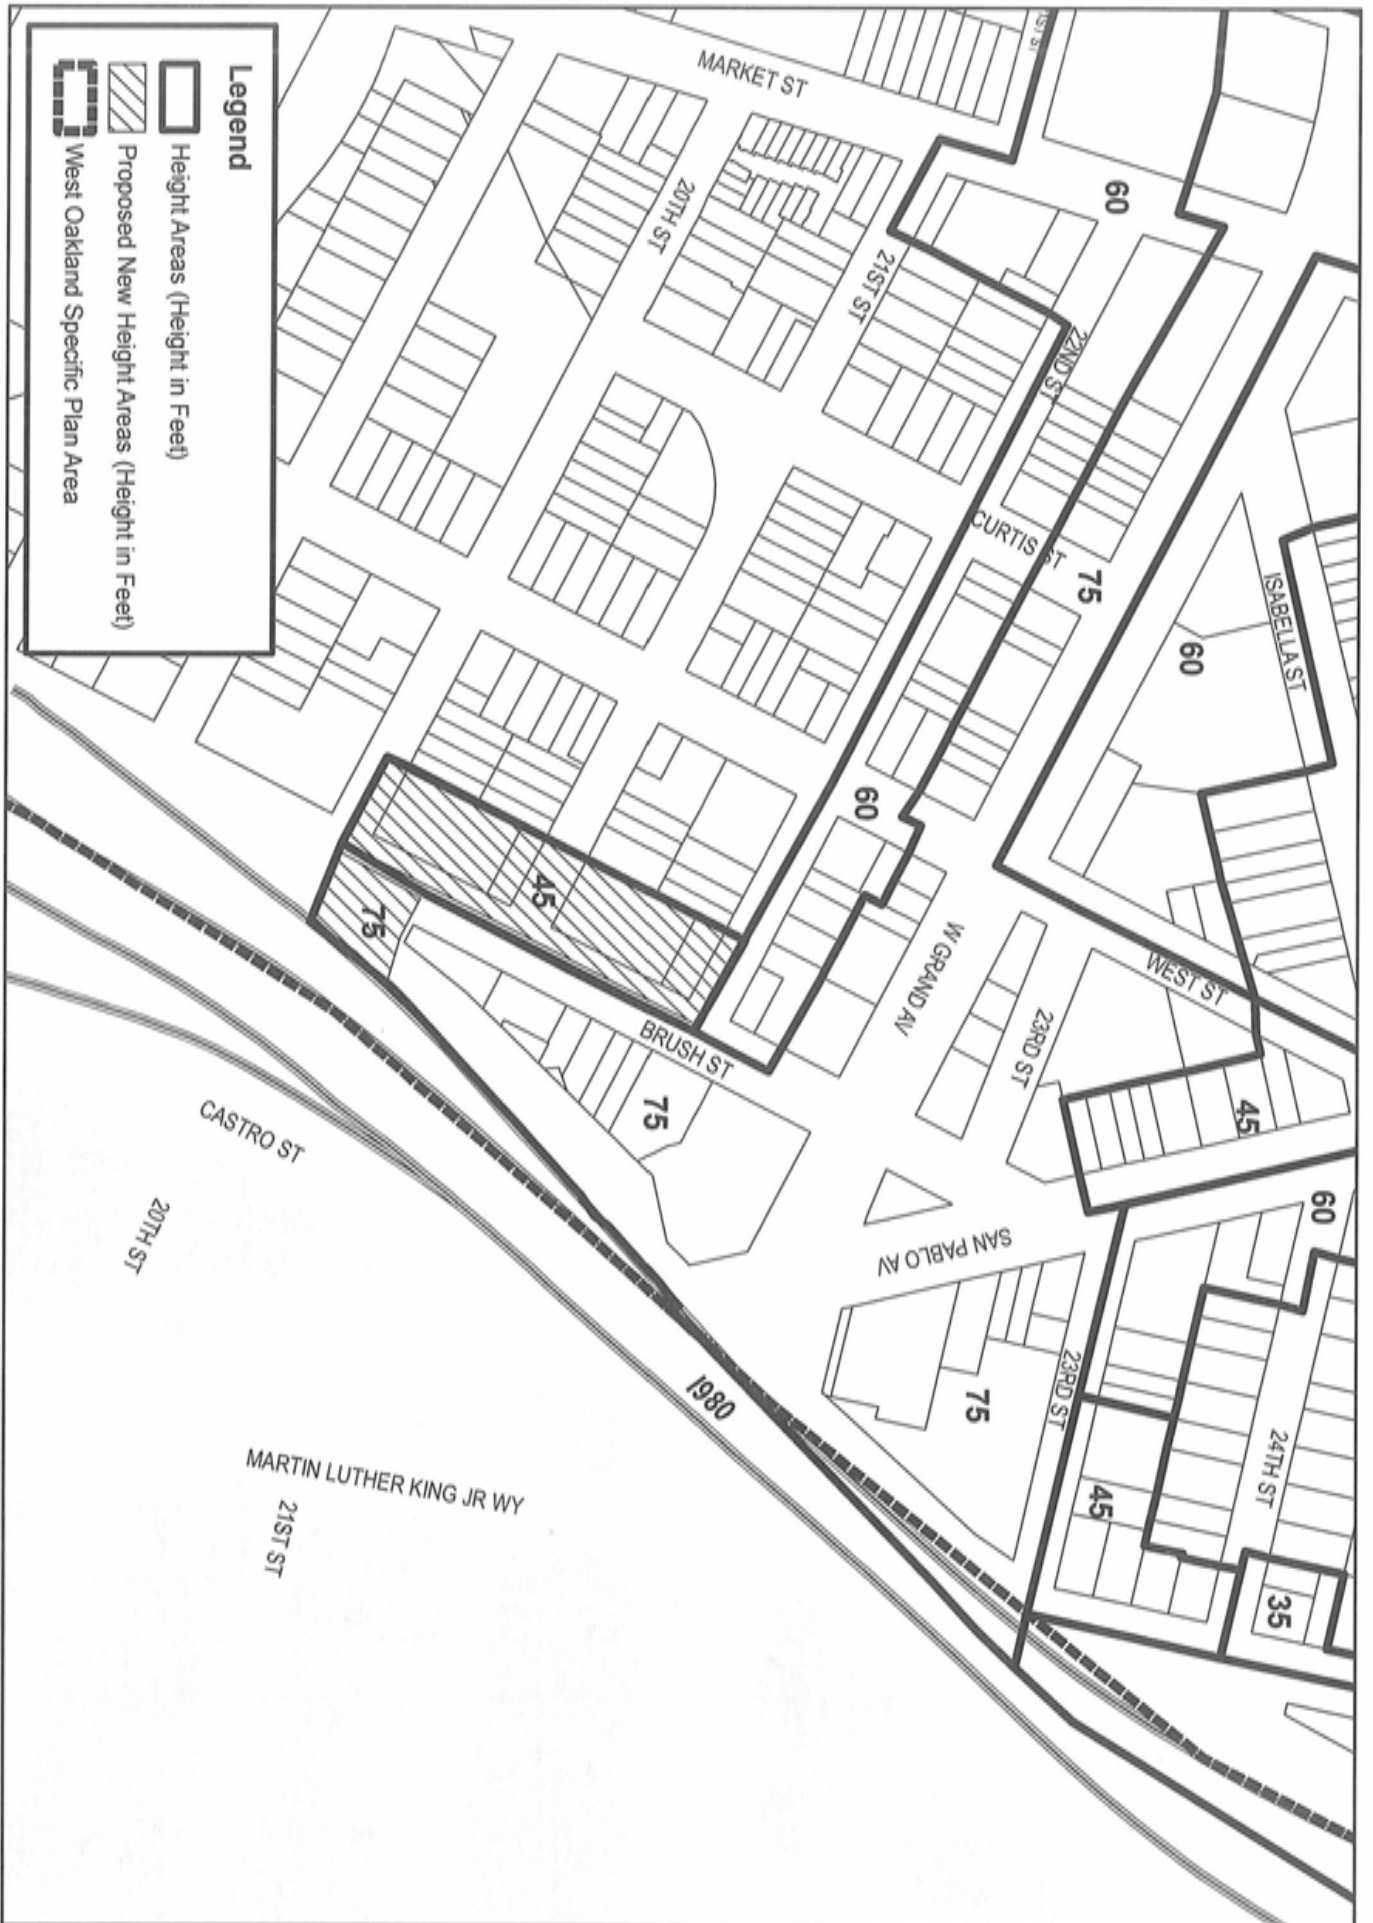 Legend
Height Areas (Height in Feet)
Proposed New Height Areas (Height in Feet)
West Oakland Specific Plan Area
MARKET ST
1ST ST
60
20TH ST
21ST ST
22ND ST
CURTIS ST
75
ISABELLA ST
60
60
W GRAND AV
WEST ST
23RD ST
45
75
BRUSH ST
75
45
60
SAN PABLO AV
23RD ST
75
24TH ST
45
35
I980
CASTRO ST
20TH ST
MARTIN LUTHER KING JR WY
21ST ST